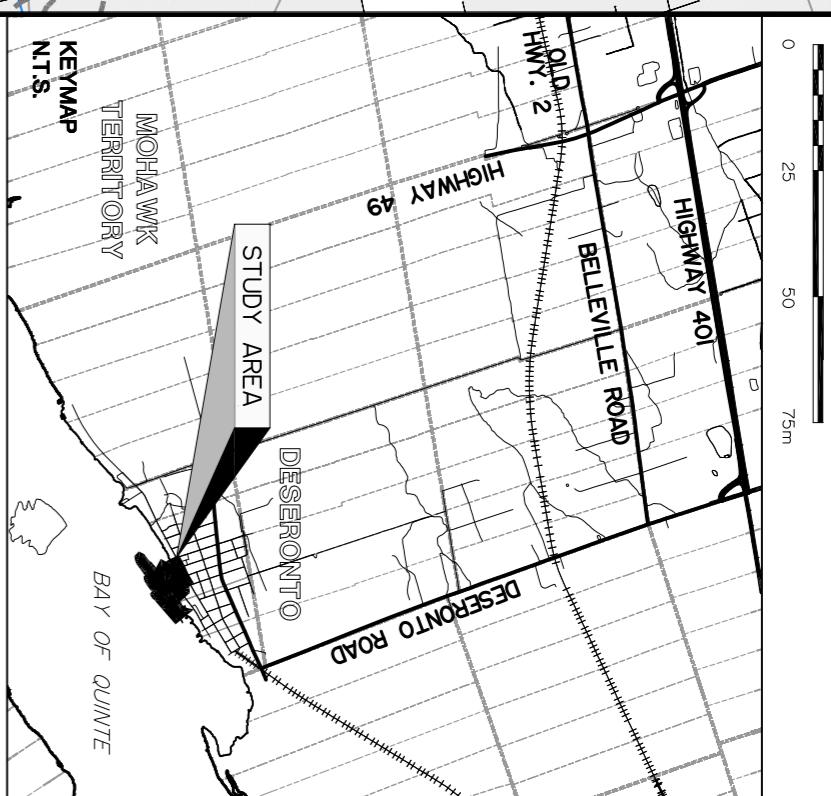 0
25
50
75m
HIGHWAY 401
BELLEVILLE ROAD
OLD
HWY. 2
HIGHWAY 49
DESERONTO ROAD
DESERONTO
STUDY AREA
MOHAWK
TERRITORY
BAY OF QUINTE
KEYMAP
N.T.S.